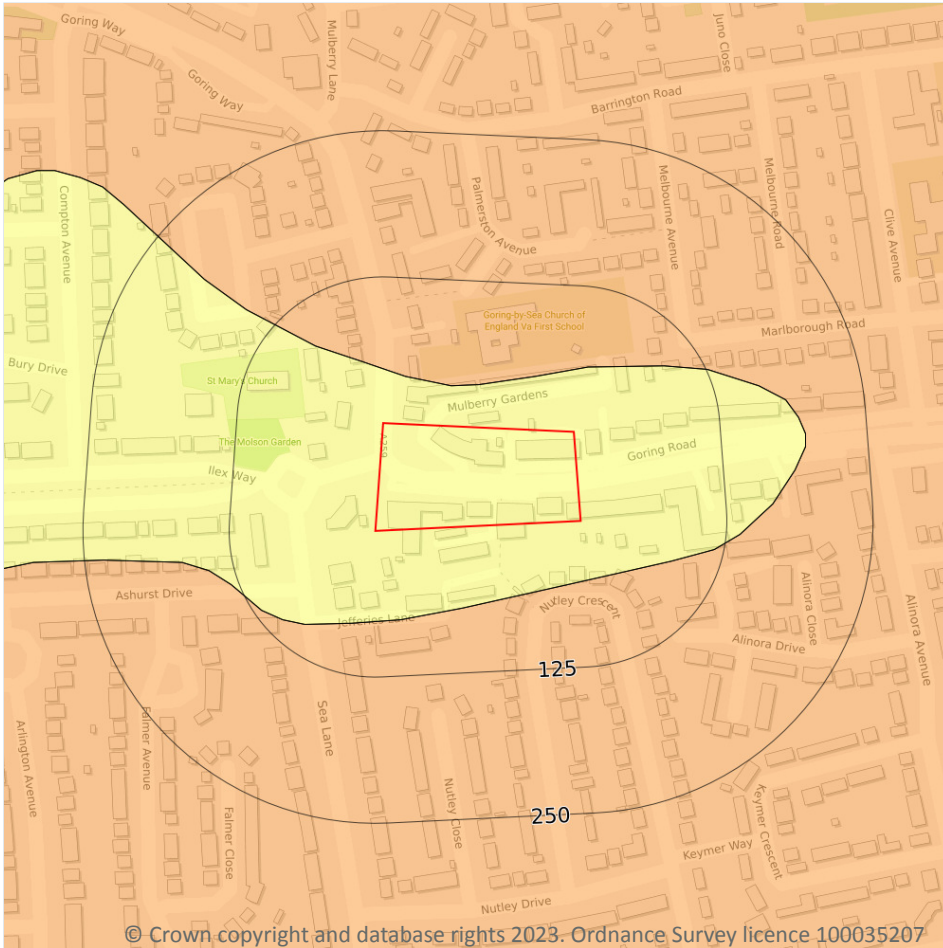 Goring Way
Mulberry Lane
Juno Close
Goring Way
Barrington Road
Compton Avenue
Palmerston Avenue
Melbourne Avenue
Melbourne Road
Clive Avenue
Goring-by-Sea Church of
England Va First School
Marlborough Road
Bury Drive
St Mary's Church
Mulberry Gardens
The Molson Garden
A259
Goring Road
Ilex Way
Ashurst Drive
Jefferies Lane
Nutley Crescent
Alinora Close
Alinora Avenue
Alinora Drive
125
Sea Lane
Falmer Avenue
Arlington Avenue
Nutley Close
Falmer Close
250
Keymer Crescent
Keymer Way
Nutley Drive
© Crown copyright and database rights 2023. Ordnance Survey licence 100035207